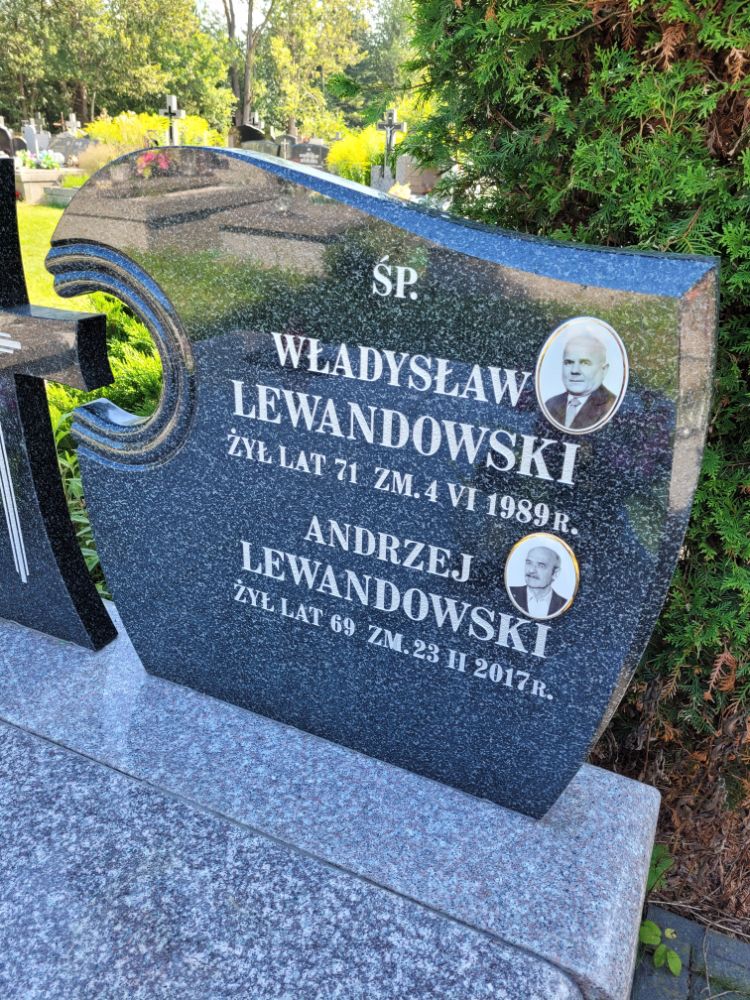 ŚP.
WŁADYSŁAW
LEWANDOWSKI
ŻYŁ LAT 71 ZM. 4 VI 1989 R.
ANDRZEJ
LEWANDOWSKI
ŻYŁ LAT 69 ZM. 23 II 2017 R.